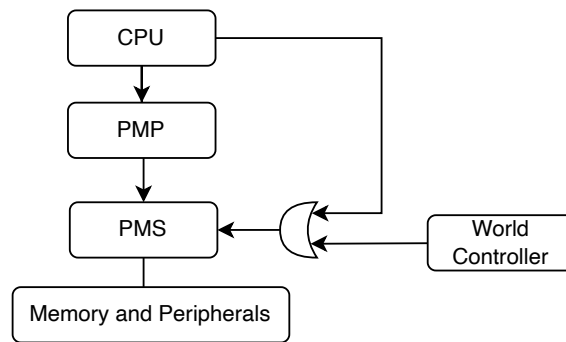 CPU
PMP
PMS
World
Controller
Memory and Peripherals